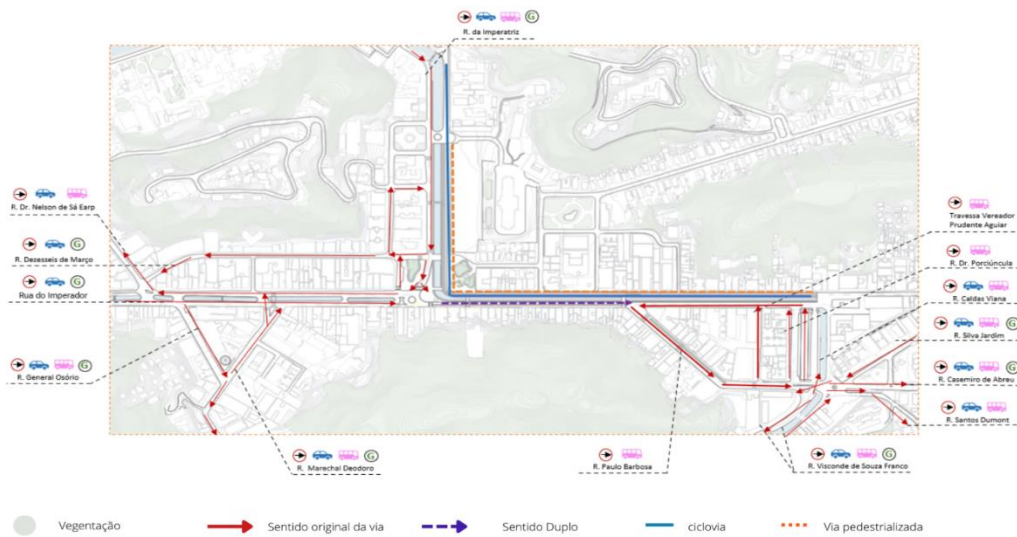 G
R. da Imperatriz
R. Dr. Nelson de Sá Earp
G
R. Dezesseis de Março
G
Rua do Imperador
G
R. General Osório
G
R. Marechal Deodoro
R. Paulo Barbosa
G
R. Visconde de Souza Franco
Travessa Vereador
Prudente Aguiar
R. Dr. Porciúncula
R. Caldas Viana
G
R. Silva Jardim
G
R. Casemiro de Abreu
R. Santos Dumont
Vegentação
Sentido original da via
Sentido Duplo
ciclovia
Via pedestrializada